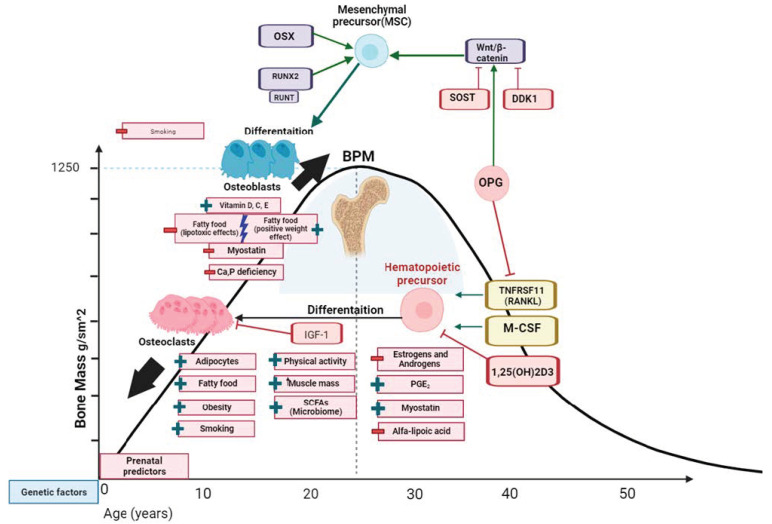 Mesenchymal
precursor(MSC)
OSX
RUNX2
RUNT
Wnt/β-
catenin
SOST
DDK1
Smoking
Differentiation
1250
BPM
OPG
Osteoblasts
Vitamin D, C, E
Fatty food
(lipotoxic effects)
Fatty food
(positive weight
effect)
Myostatin
Ca,P deficiency
Hematopoietic
precursor
TNFRSF11
(RANKL)
Differentiation
M-CSF
IGF-1
Osteoclasts
1,25(OH)2D3
Adipocytes
Fatty food
Obesity
Smoking
Physical activity
Muscle mass
SCFAs
(Microbiome)
Estrogens and
Androgens
PGE₂
Myostatin
Alfa-lipoic acid
Bone Mass g/sm^2
Prenatal
predictors
Genetic factors
0
10
20
30
40
50
Age (years)